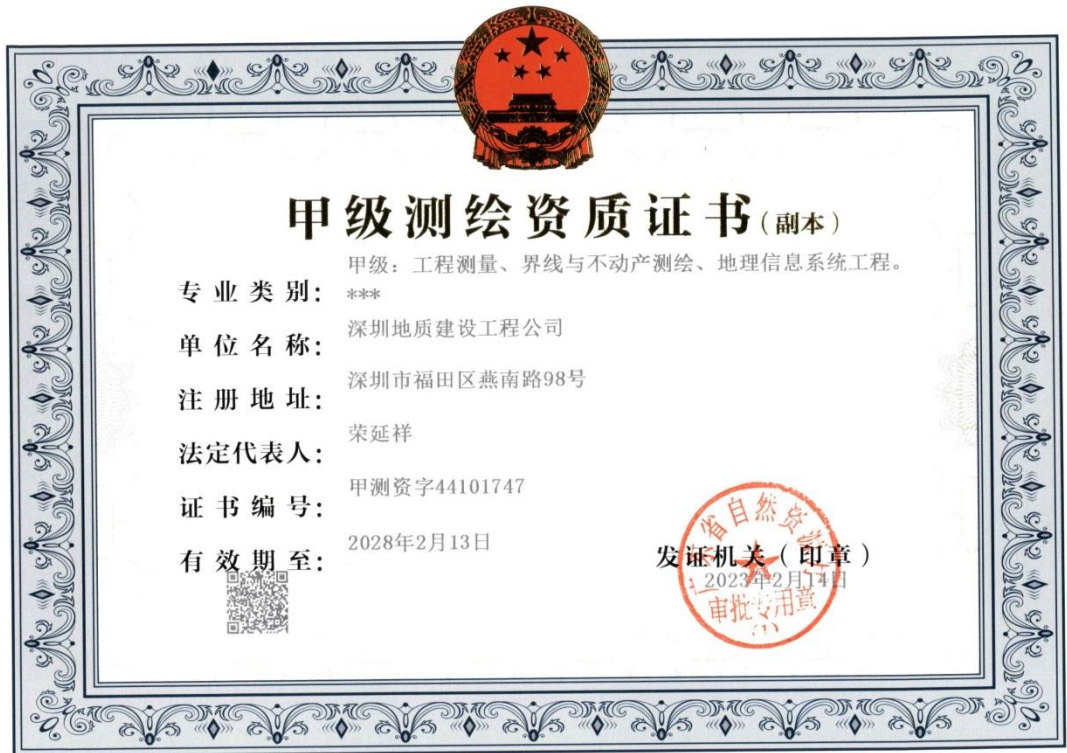 甲级测绘资质证书(副本)
甲级：工程测量、界线与不动产测绘、地理信息系统工程。
专业类别：***
单位名称：深圳地质建设工程公司
注册地址：深圳市福田区燕南路98号
法定代表人：荣延祥
证书编号：甲测资字44101747
有效期至：2028年2月13日
发证机关（印章）
2023年2月14日
广东省自然资源厅
审批专用章
(1)